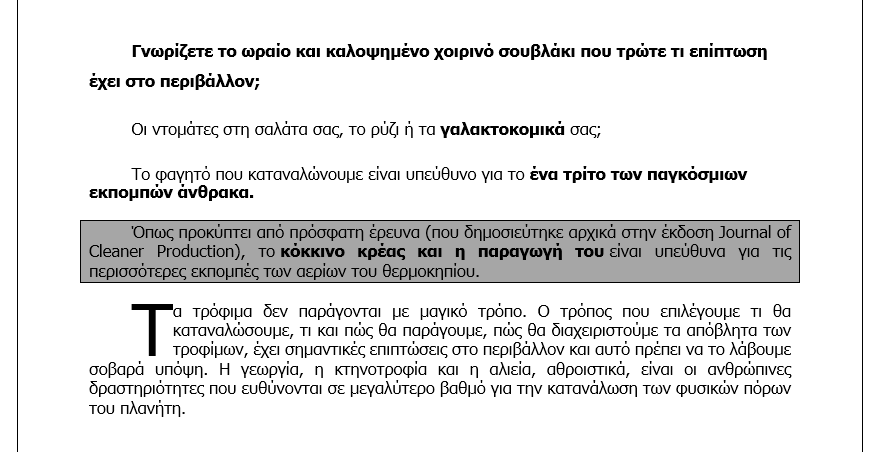 Γνωρίζετε το ωραίο και καλοψημένο χοιρινό σουβλάκι που τρώτε τι επίπτωση
έχει στο περιβάλλον;
Οι ντομάτες στη σαλάτα σας, το ρύζι ή τα γαλακτοκομικά σας;
Το φαγητό που καταναλώνουμε είναι υπεύθυνο για το ένα τρίτο των παγκόσμιων
εκπομπών άνθρακα.
Όπως προκύπτει από πρόσφατη έρευνα (που δημοσιεύτηκε αρχικά στην έκδοση Journal of
Cleaner Production), το κόκκινο κρέας και η παραγωγή του είναι υπεύθυνα για τις
περισσότερες εκπομπές των αερίων του θερμοκηπίου.
Τα τρόφιμα δεν παράγονται με μαγικό τρόπο. Ο τρόπος που επιλέγουμε τι θα
καταναλώσουμε, τι και πώς θα παράγουμε, πώς θα διαχειριστούμε τα απόβλητα των
τροφίμων, έχει σημαντικές επιπτώσεις στο περιβάλλον και αυτό πρέπει να το λάβουμε
σοβαρά υπόψη. Η γεωργία, η κτηνοτροφία και η αλιεία, αθροιστικά, είναι οι ανθρώπινες
δραστηριότητες που ευθύνονται σε μεγαλύτερο βαθμό για την κατανάλωση των φυσικών πόρων
του πλανήτη.